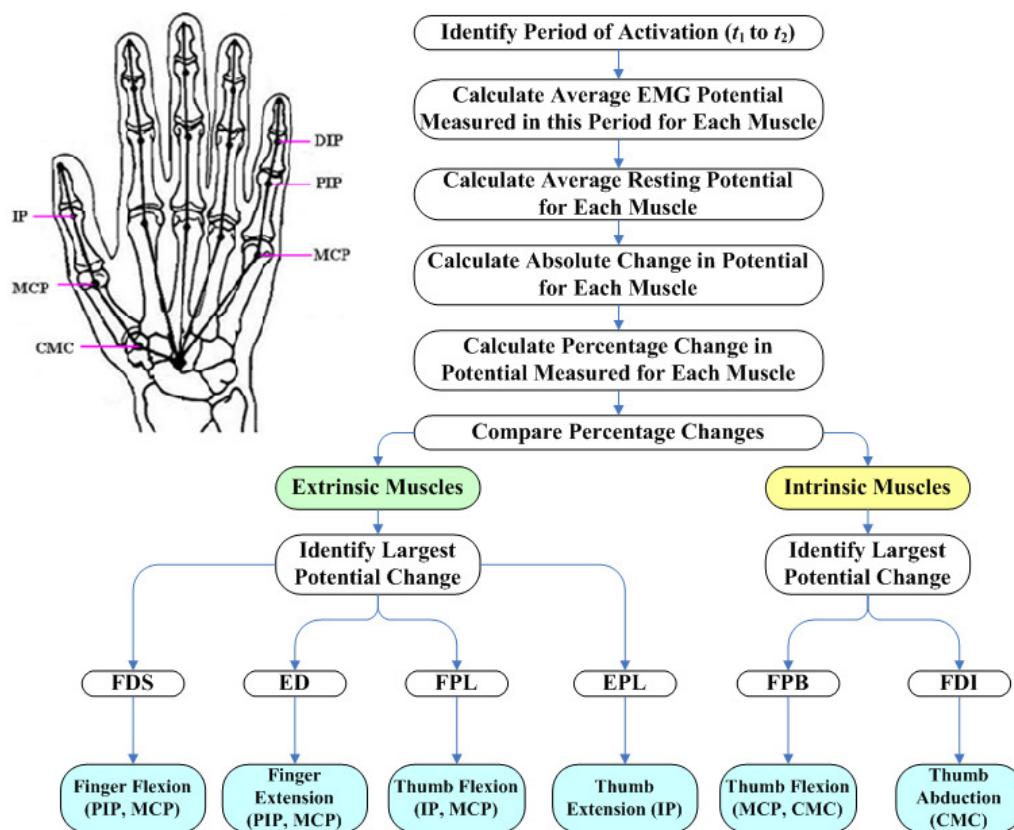 DIP
PIP
IP
MCP
MCP
CMC
Identify Period of Activation (t1 to t2)
Calculate Average EMG Potential
Measured in this Period for Each Muscle
Calculate Average Resting Potential
for Each Muscle
Calculate Absolute Change in Potential
for Each Muscle
Calculate Percentage Change in
Potential Measured for Each Muscle
Compare Percentage Changes
Extrinsic Muscles
Intrinsic Muscles
Identify Largest
Potential Change
Identify Largest
Potential Change
FDS
ED
FPL
EPL
FPB
FDI
Finger Flexion
(PIP, MCP)
Finger
Extension
(PIP, MCP)
Thumb Flexion
(IP, MCP)
Thumb
Extension (IP)
Thumb Flexion
(MCP, CMC)
Thumb
Abduction
(CMC)